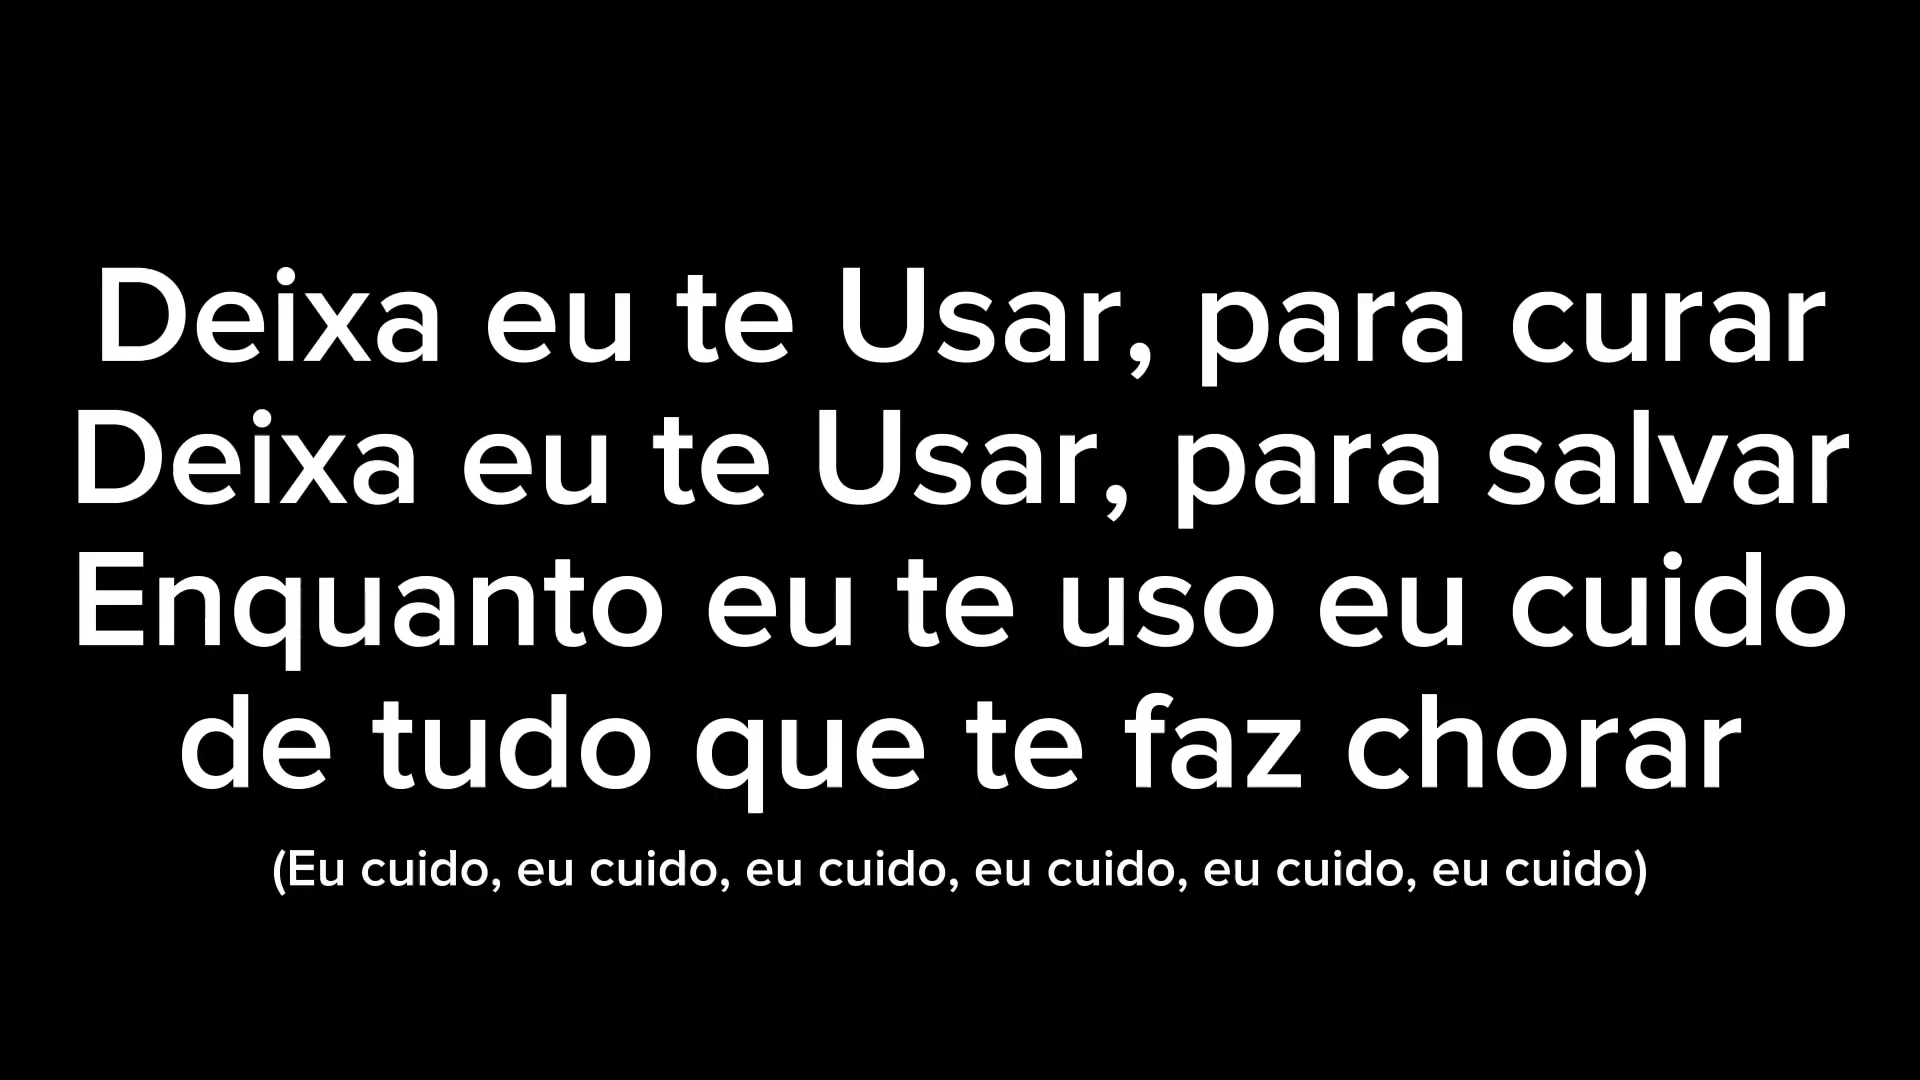 Deixa eu te Usar, para curar
Deixa eu te Usar, para salvar
Enquanto eu te uso eu cuido
de tudo que te faz chorar
(Eu cuido, eu cuido, eu cuido, eu cuido, eu cuido, eu cuido)